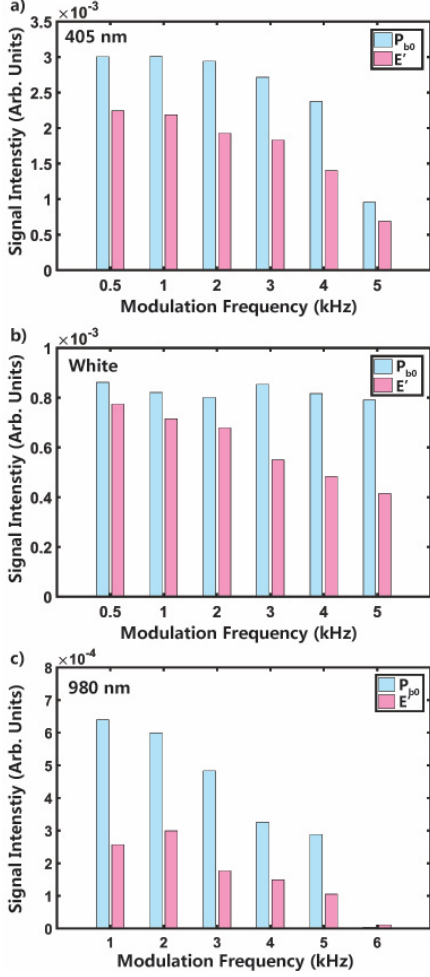 a)
×10⁻³
405 nm
P_b0
E'
3.5
3
2.5
2
1.5
1
0.5
0
Signal Intenstiy (Arb. Units)
0.5 1 2 3 4 5
Modulation Frequency (kHz)
b)
×10⁻³
White
P_b0
E'
1
0.8
0.6
0.4
0.2
0
Signal Intenstiy (Arb. Units)
0.5 1 2 3 4 5
Modulation Frequency (kHz)
c)
×10⁻⁴
980 nm
P_b0
E'
8
7
6
5
4
3
2
1
0
Signal Intenstiy (Arb. Units)
1 2 3 4 5 6
Modulation Frequency (kHz)